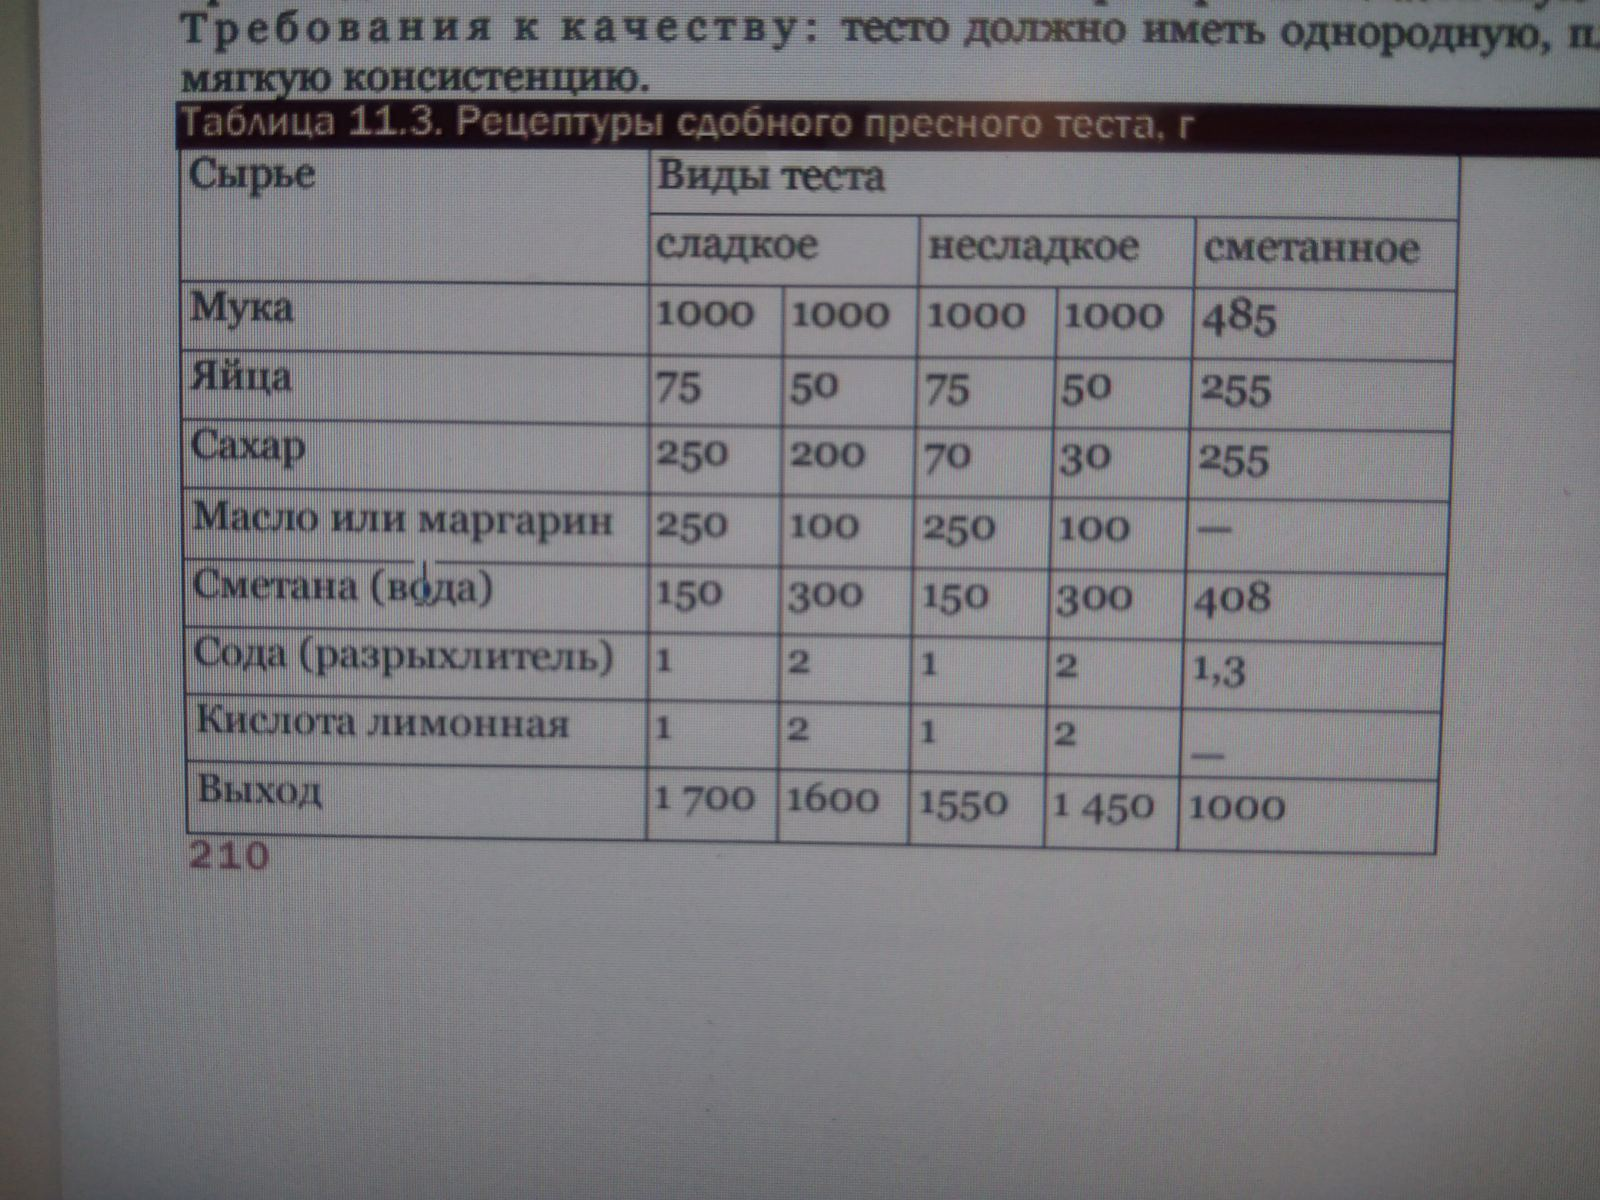 Требования к качеству: тесто должно иметь однородную,
мягкую консистенцию.
Таблица 11.3. Рецептуры сдобного пресного теста, г
Сырье Виды теста
сладкое несладкое сметанное
Мука 1000 1000 1000 1000 485
Яйца 75 50 75 50 255
Сахар 250 200 70 30 255
Масло или маргарин 250 100 250 100 —
Сметана (вода) 150 300 150 300 408
Сода (разрыхлитель) 1 2 1 2 1,3
Кислота лимонная 1 2 1 2 —
Выход 1 700 1600 1550 1 450 1000
210